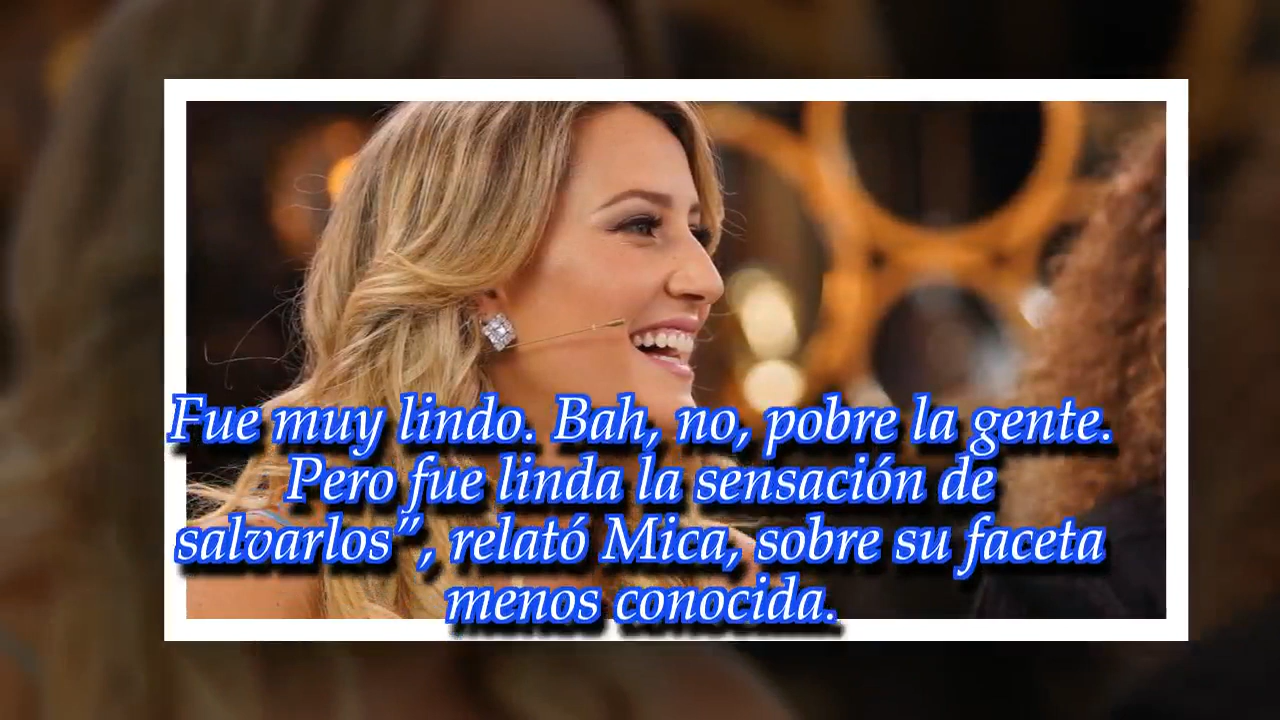 Fue muy lindo. Bah, no, pobre la gente.
Pero fue linda la sensación de
salvarlos”, relató Mica, sobre su faceta
menos conocida.